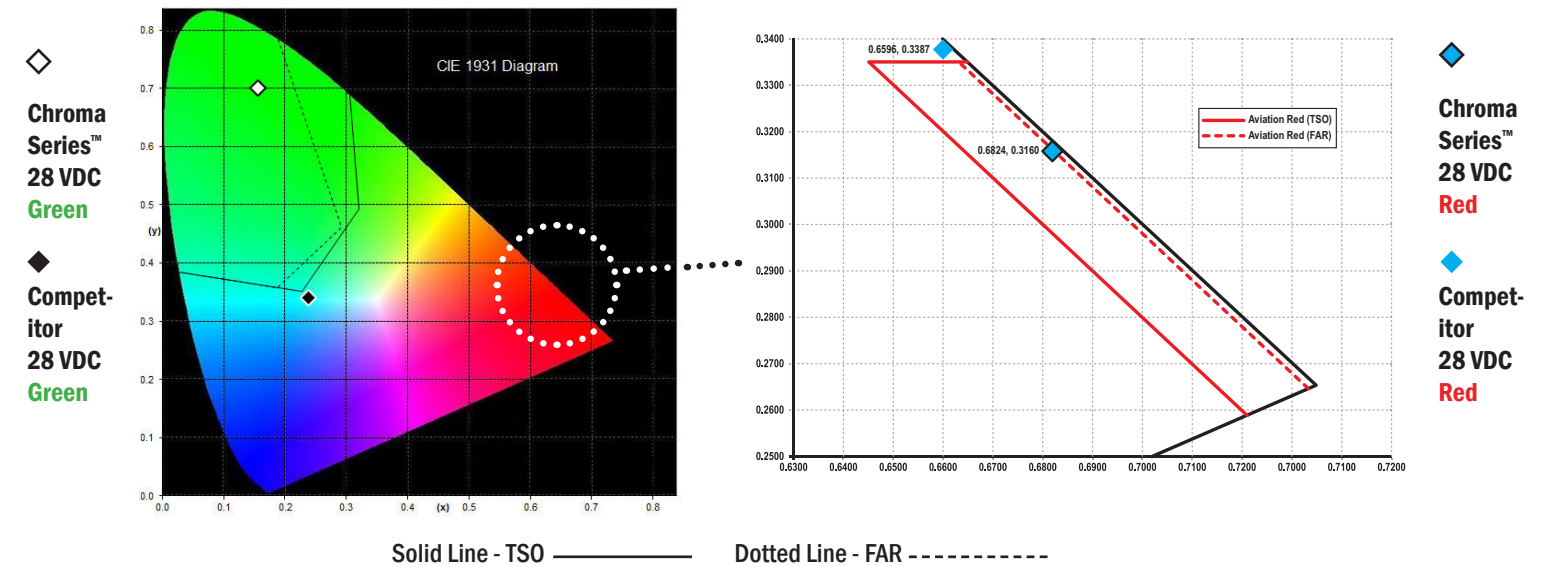 Chroma
Series™
28 VDC
Green
Compet-
itor
28 VDC
Green
CIE 1931 Diagram
0.8
0.7
0.6
0.5
(y)
0.4
0.3
0.2
0.1
0.0
0.0 0.1 0.2 0.3 0.4 (x) 0.5 0.6 0.7 0.8
0.3400
0.3300
0.3200
0.3100
0.3000
0.2900
0.2800
0.2700
0.2600
0.2500
0.6596, 0.3387
0.6824, 0.3160
Aviation Red (TSO)
Aviation Red (FAR)
0.6300 0.6400 0.6500 0.6600 0.6700 0.6800 0.6900 0.7000 0.7100 0.7200 0.7000 0.7100 0.7200
Chroma
Series™
28 VDC
Red
Compet-
itor
28 VDC
Red
Solid Line - TSO
Dotted Line - FAR